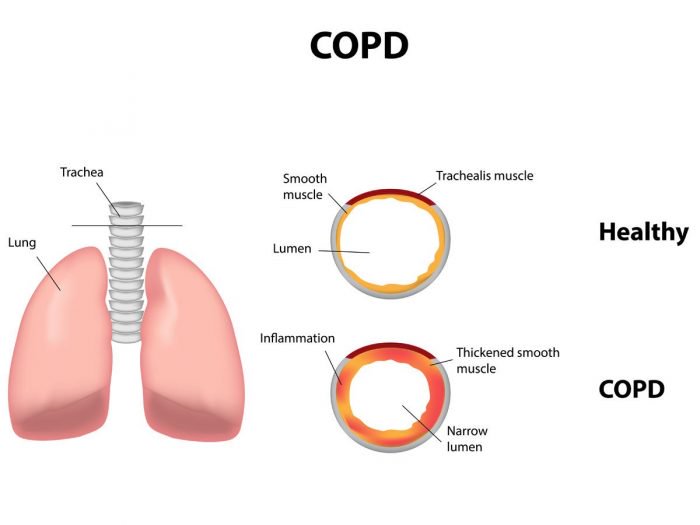 COPD
Trachea
Lung
Smooth
muscle
Trachealis muscle
Lumen
Healthy
Inflammation
Thickened smooth
muscle
Narrow
lumen
COPD